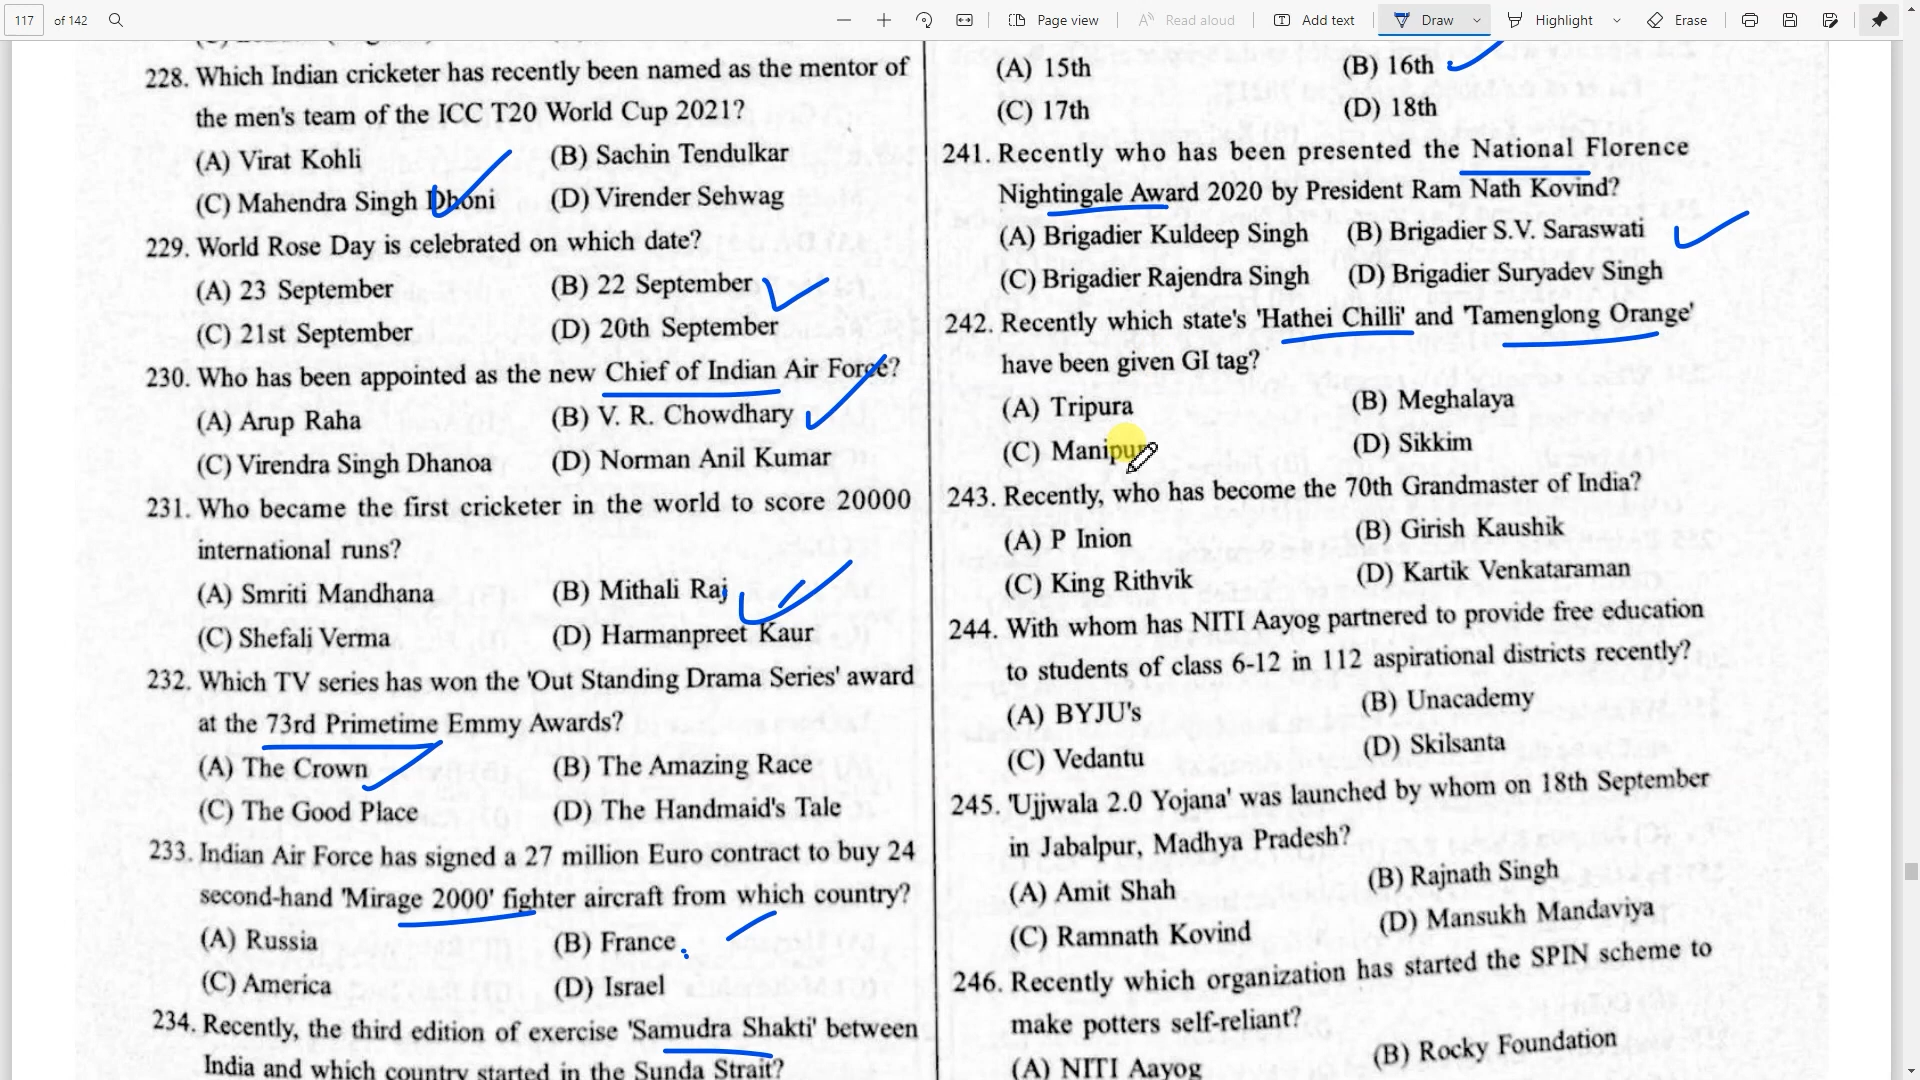 117 of 142
Page view
Read aloud
Add text
Draw
Highlight
Erase
228. Which Indian cricketer has recently been named as the mentor of
the men's team of the ICC T20 World Cup 2021?
(A) Virat Kohli (B) Sachin Tendulkar
(C) Mahendra Singh Dhoni (D) Virender Sehwag
229. World Rose Day is celebrated on which date?
(A) 23 September (B) 22 September
(C) 21st September (D) 20th September
230. Who has been appointed as the new Chief of Indian Air Force?
(A) Arup Raha (B) V. R. Chowdhary
(C) Virendra Singh Dhanoa (D) Norman Anil Kumar
231. Who became the first cricketer in the world to score 20000
international runs?
(A) Smriti Mandhana (B) Mithali Raj
(C) Shefali Verma (D) Harmanpreet Kaur
232. Which TV series has won the 'Out Standing Drama Series' award
at the 73rd Primetime Emmy Awards?
(A) The Crown (B) The Amazing Race
(C) The Good Place (D) The Handmaid's Tale
233. Indian Air Force has signed a 27 million Euro contract to buy 24
second-hand 'Mirage 2000' fighter aircraft from which country?
(A) Russia (B) France
(C) America (D) Israel
234. Recently, the third edition of exercise 'Samudra Shakti' between
India and which country started in the Sunda Strait?
(A) 15th (B) 16th
(C) 17th (D) 18th
241. Recently who has been presented the National Florence
Nightingale Award 2020 by President Ram Nath Kovind?
(A) Brigadier Kuldeep Singh (B) Brigadier S.V. Saraswati
(C) Brigadier Rajendra Singh (D) Brigadier Suryadev Singh
242. Recently which state's 'Hathei Chilli' and 'Tamenglong Orange'
have been given GI tag?
(A) Tripura (B) Meghalaya
(C) Manipur (D) Sikkim
243. Recently, who has become the 70th Grandmaster of India?
(A) P Inion (B) Girish Kaushik
(C) King Rithvik (D) Kartik Venkataraman
244. With whom has NITI Aayog partnered to provide free education
to students of class 6-12 in 112 aspirational districts recently?
(A) BYJU's (B) Unacademy
(C) Vedantu (D) Skilsanta
245. 'Ujjwala 2.0 Yojana' was launched by whom on 18th September
in Jabalpur, Madhya Pradesh?
(A) Amit Shah (B) Rajnath Singh
(C) Ramnath Kovind (D) Mansukh Mandaviya
246. Recently which organization has started the SPIN scheme to
make potters self-reliant?
(A) NITI Aayog (B) Rocky Foundation